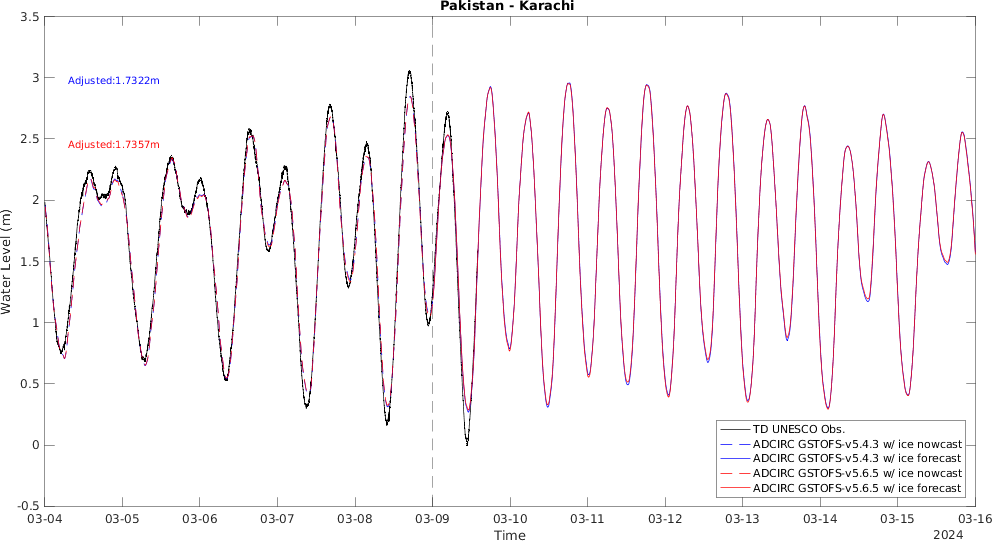 Pakistan - Karachi
3.5
3
2.5
2
1.5
1
0.5
0
-0.5
Water Level (m)
Adjusted:1.7322m
Adjusted:1.7357m
TD UNESCO Obs.
ADCIRC GSTOFS-v5.4.3 w/ ice nowcast
ADCIRC GSTOFS-v5.4.3 w/ ice forecast
ADCIRC GSTOFS-v5.6.5 w/ ice nowcast
ADCIRC GSTOFS-v5.6.5 w/ ice forecast
03-04 03-05 03-06 03-07 03-08 03-09 03-10 03-11 03-12 03-13 03-14 03-15 03-16
Time
2024